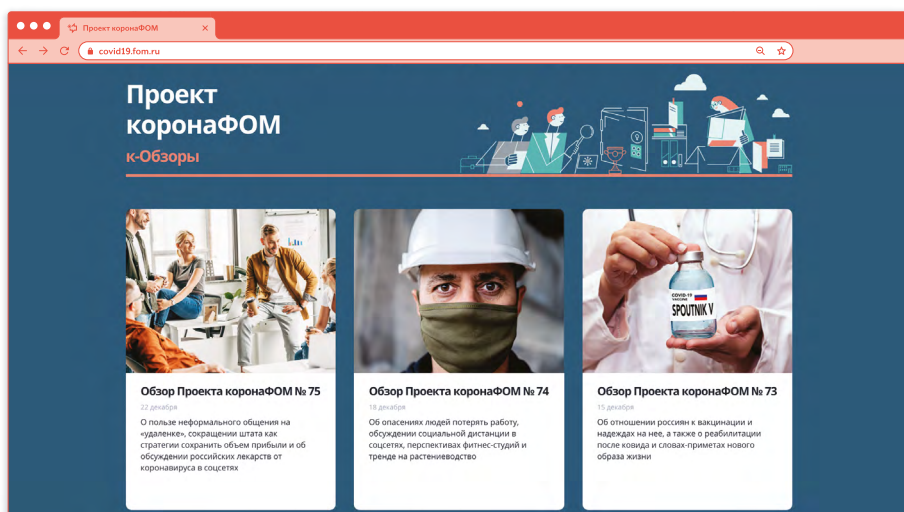 Проект коронаФОМ
covid19.fom.ru
Проект
коронаФОМ
к-Обзоры
COVID-19
VACCINE
SPOUTNIK V
Обзор Проекта коронаФОМ № 75
22 декабря
О пользе неформального общения на
«удаленке», сокращении штата как
стратегии сохранить объем прибыли и об
обсуждении российских лекарств от
коронавируса в соцсетях
Обзор Проекта коронаФОМ № 74
18 декабря
Об опасениях людей потерять работу,
обсуждении социальной дистанции в
соцсетях, перспективах фитнес-студий и
тренде на растениеводство
Обзор Проекта коронаФОМ № 73
15 декабря
Об отношении россиян к вакцинации и
надеждах на нее, а также о реабилитации
после ковида и словах-приметах нового
образа жизни